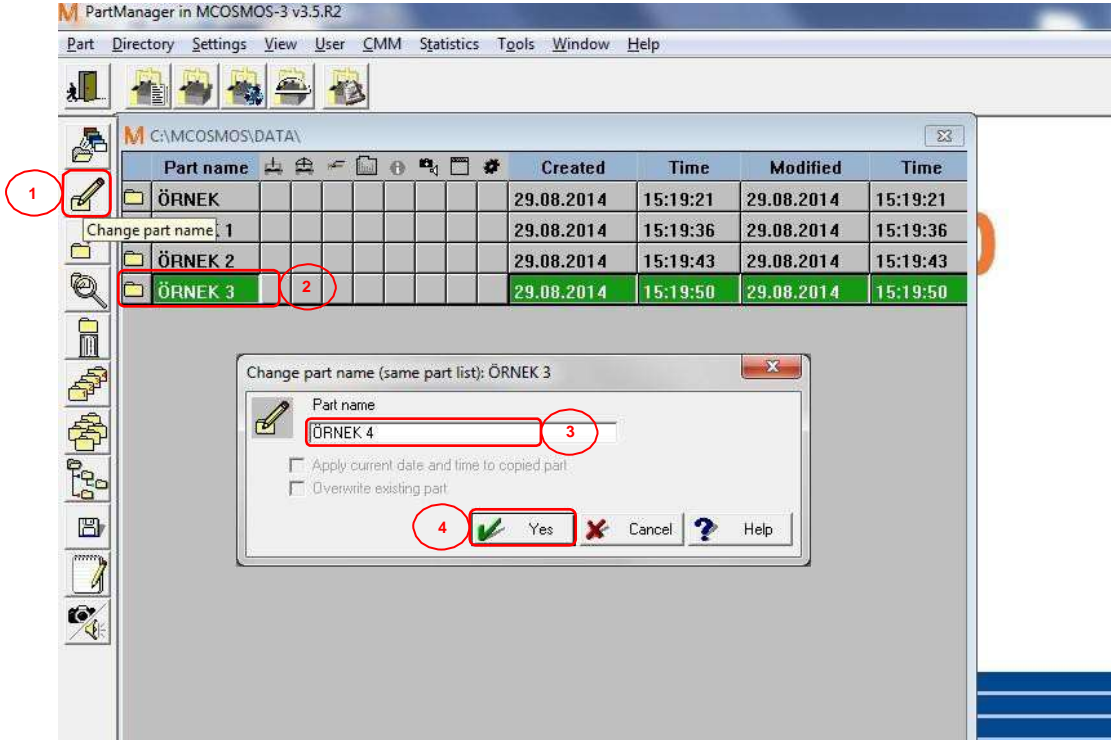 PartManager in MCOSMOS-3 v3.5.R2
Part Directory Settings View User CMM Statistics Tools Window Help
C:\MCOSMOS\DATA\
Part name Created Time Modified Time
1
ÖRNEK 29.08.2014 15:19:21 29.08.2014 15:19:21
Change part name 1 29.08.2014 15:19:36 29.08.2014 15:19:36
ÖRNEK 2 29.08.2014 15:19:43 29.08.2014 15:19:43
ÖRNEK 3 2 29.08.2014 15:19:50 29.08.2014 15:19:50
Change part name (same part list): ÖRNEK 3
Part name
ÖRNEK 4 3
Apply current date and time to copied part
Overwrite existing part
4 Yes Cancel Help